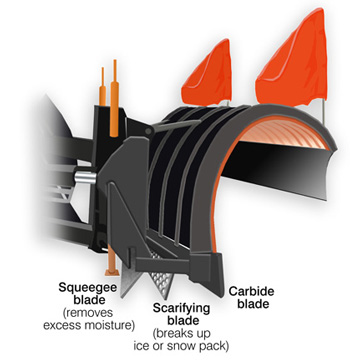 Squeegee
blade
(removes
excess moisture)
Scarifying
blade
(breaks up
ice or snow pack)
Carbide
blade